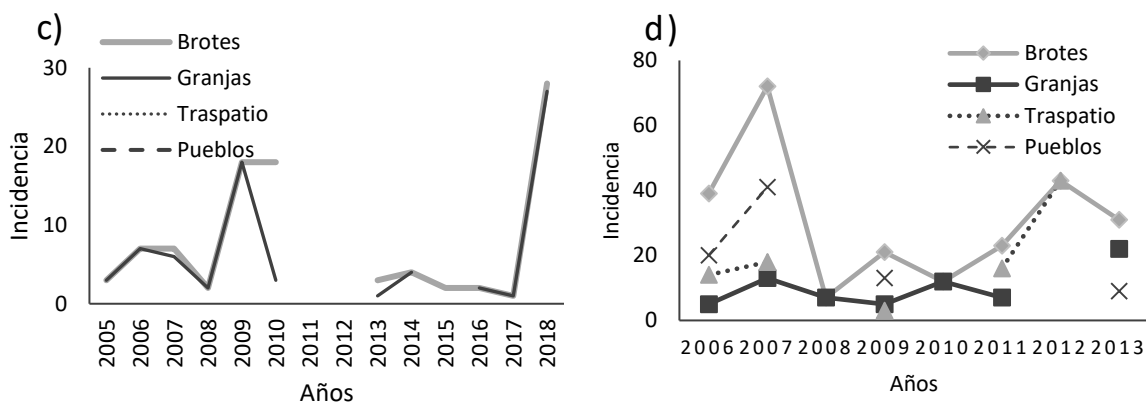 c)
Brotes
Granjas
Traspatio
Pueblos
30
20
10
0
Incidencia
2005 2006 2007 2008 2009 2010 2011 2012 2013 2014 2015 2016 2017 2018
Años
d)
Brotes
Granjas
Traspatio
Pueblos
80
60
40
20
0
Incidencia
2006 2007 2008 2009 2010 2011 2012 2013
Años